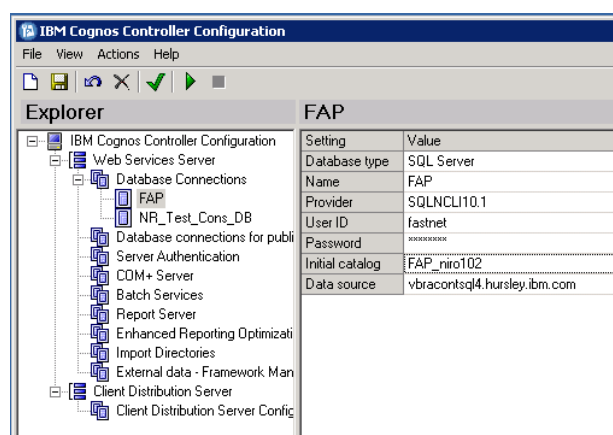 IBM Cognos Controller Configuration
File View Actions Help
Explorer
FAP
IBM Cognos Controller Configuration
Web Services Server
Database Connections
FAP
NR_Test_Cons_DB
Database connections for publi
Server Authentication
COM+ Server
Batch Services
Report Server
Enhanced Reporting Optimizati
Import Directories
External data - Framework Man
Client Distribution Server
Client Distribution Server Config
Setting Value
Database type SQL Server
Name FAP
Provider SQLNCLI10.1
User ID fastnet
Password ********
Initial catalog FAP_niro102
Data source vbracontsql4.hursley.ibm.com